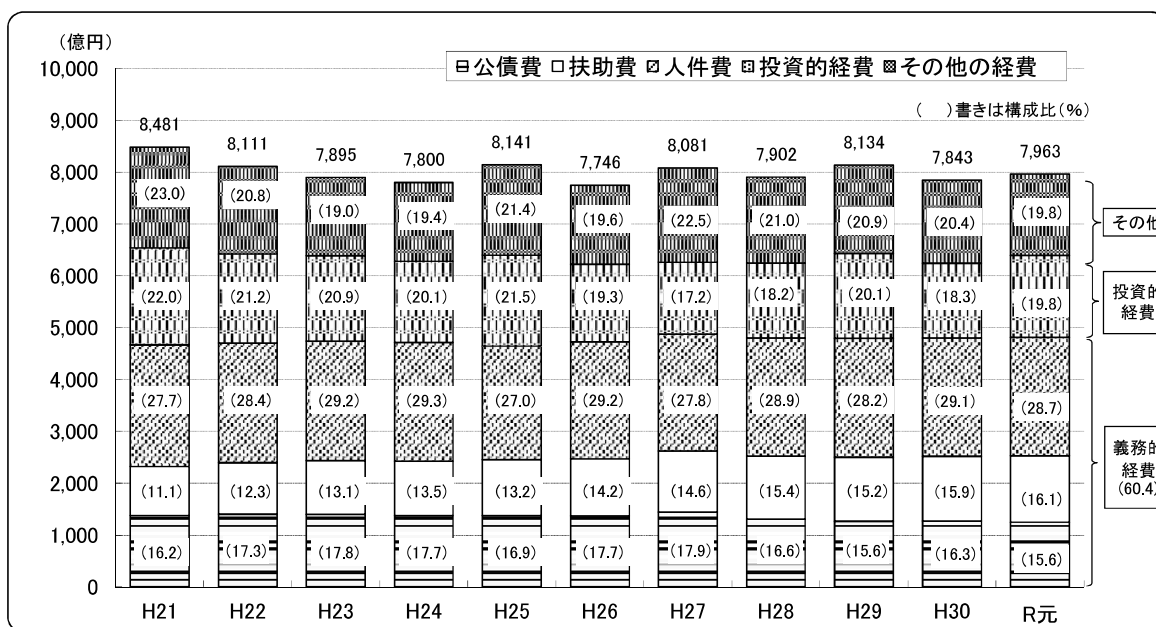 (億円)
公債費 扶助費 人件費 投資的経費 その他の経費
( )書きは構成比(%)
10,000
9,000
8,000
7,000
6,000
5,000
4,000
3,000
2,000
1,000
0
8,481 8,111 7,895 7,800 8,141 7,746 8,081 7,902 8,134 7,843 7,963
(23.0) (20.8) (19.0) (19.4) (21.4) (19.6) (22.5) (21.0) (20.9) (20.4) (19.8)
(22.0) (21.2) (20.9) (20.1) (21.5) (19.3) (17.2) (18.2) (20.1) (18.3) (19.8)
(27.7) (28.4) (29.2) (29.3) (27.0) (29.2) (27.8) (28.9) (28.2) (29.1) (28.7)
(11.1) (12.3) (13.1) (13.5) (13.2) (14.2) (14.6) (15.4) (15.2) (15.9) (16.1)
(16.2) (17.3) (17.8) (17.7) (16.9) (17.7) (17.9) (16.6) (15.6) (16.3) (15.6)
H21 H22 H23 H24 H25 H26 H27 H28 H29 H30 R元
その他
投資的
経費
義務的
経費
(60.4)